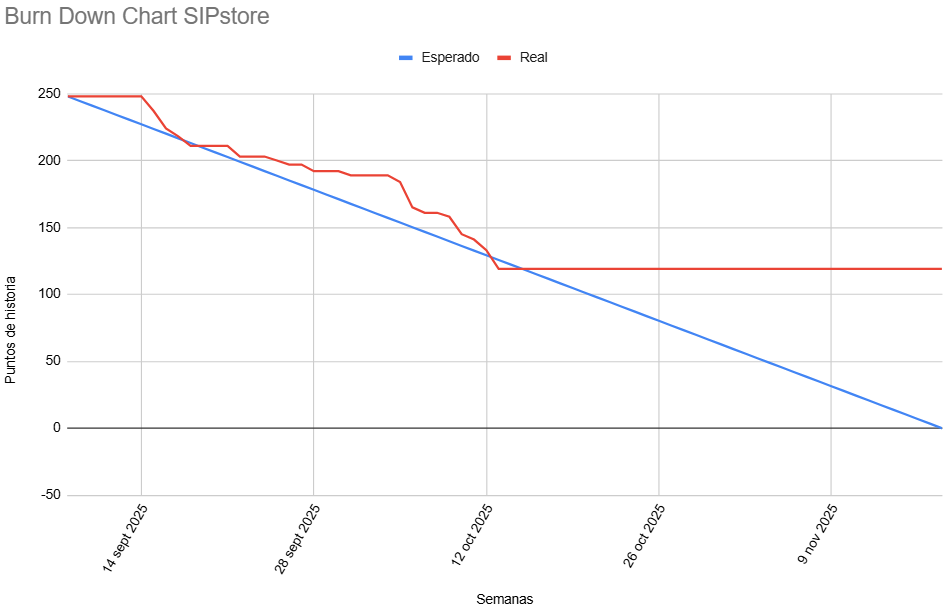 Burn Down Chart SIPstore
Esperado
Real
250
200
150
100
50
0
-50
Puntos de historia
14 sept 2025
28 sept 2025
12 oct 2025
26 oct 2025
9 nov 2025
Semanas